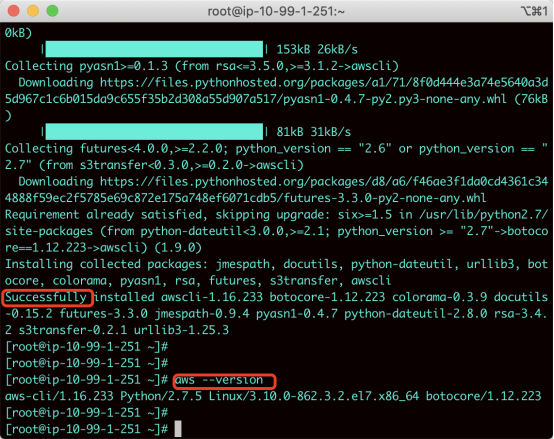 root@ip-10-99-1-251:~
⌥⌘1
0kB)
|████████████████████████████████| 153kB 26kB/s
Collecting pyasn1>=0.1.3 (from rsa<=3.5.0,>=3.1.2->awscli)
Downloading https://files.pythonhosted.org/packages/a1/71/8f0d444e3a74e5640a3d
5d967c1c6b015da9c655f35b2d308a55d907a517/pyasn1-0.4.7-py2.py3-none-any.whl (76kB
)
|████████████████████████████████| 81kB 31kB/s
Collecting futures<4.0.0,>=2.2.0; python_version == "2.6" or python_version == "
2.7" (from s3transfer<0.3.0,>=0.2.0->awscli)
Downloading https://files.pythonhosted.org/packages/d8/a6/f46ae3f1da0cd4361c34
4888f59ec2f5785e69c872e175a748ef6071cdb5/futures-3.3.0-py2-none-any.whl
Requirement already satisfied, skipping upgrade: six>=1.5 in /usr/lib/python2.7/
site-packages (from python-dateutil<3.0.0,>=2.1; python_version >= "2.7"->botoco
re==1.12.223->awscli) (1.9.0)
Installing collected packages: jmespath, docutils, python-dateutil, urllib3, bot
ocore, colorama, pyasn1, rsa, futures, s3transfer, awscli
Successfully installed awscli-1.16.233 botocore-1.12.223 colorama-0.3.9 docutils
-0.15.2 futures-3.3.0 jmespath-0.9.4 pyasn1-0.4.7 python-dateutil-2.8.0 rsa-3.4.
2 s3transfer-0.2.1 urllib3-1.25.3
[root@ip-10-99-1-251 ~]#
[root@ip-10-99-1-251 ~]#
[root@ip-10-99-1-251 ~]# aws --version
aws-cli/1.16.233 Python/2.7.5 Linux/3.10.0-862.3.2.el7.x86_64 botocore/1.12.223
[root@ip-10-99-1-251 ~]#
[root@ip-10-99-1-251 ~]#